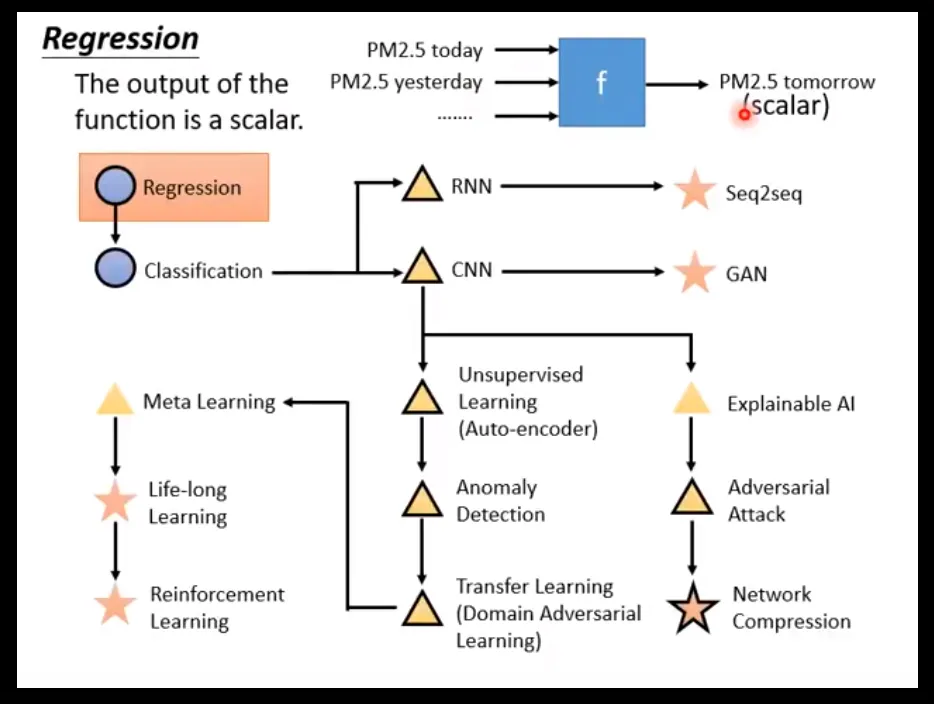 Regression
The output of the
function is a scalar.
PM2.5 today
PM2.5 yesterday
.......
f
PM2.5 tomorrow
(scalar)
Regression
RNN
Seq2seq
Classification
CNN
GAN
Meta Learning
Unsupervised
Learning
(Auto-encoder)
Explainable AI
Life-long
Learning
Anomaly
Detection
Adversarial
Attack
Reinforcement
Learning
Transfer Learning
(Domain Adversarial
Learning)
Network
Compression